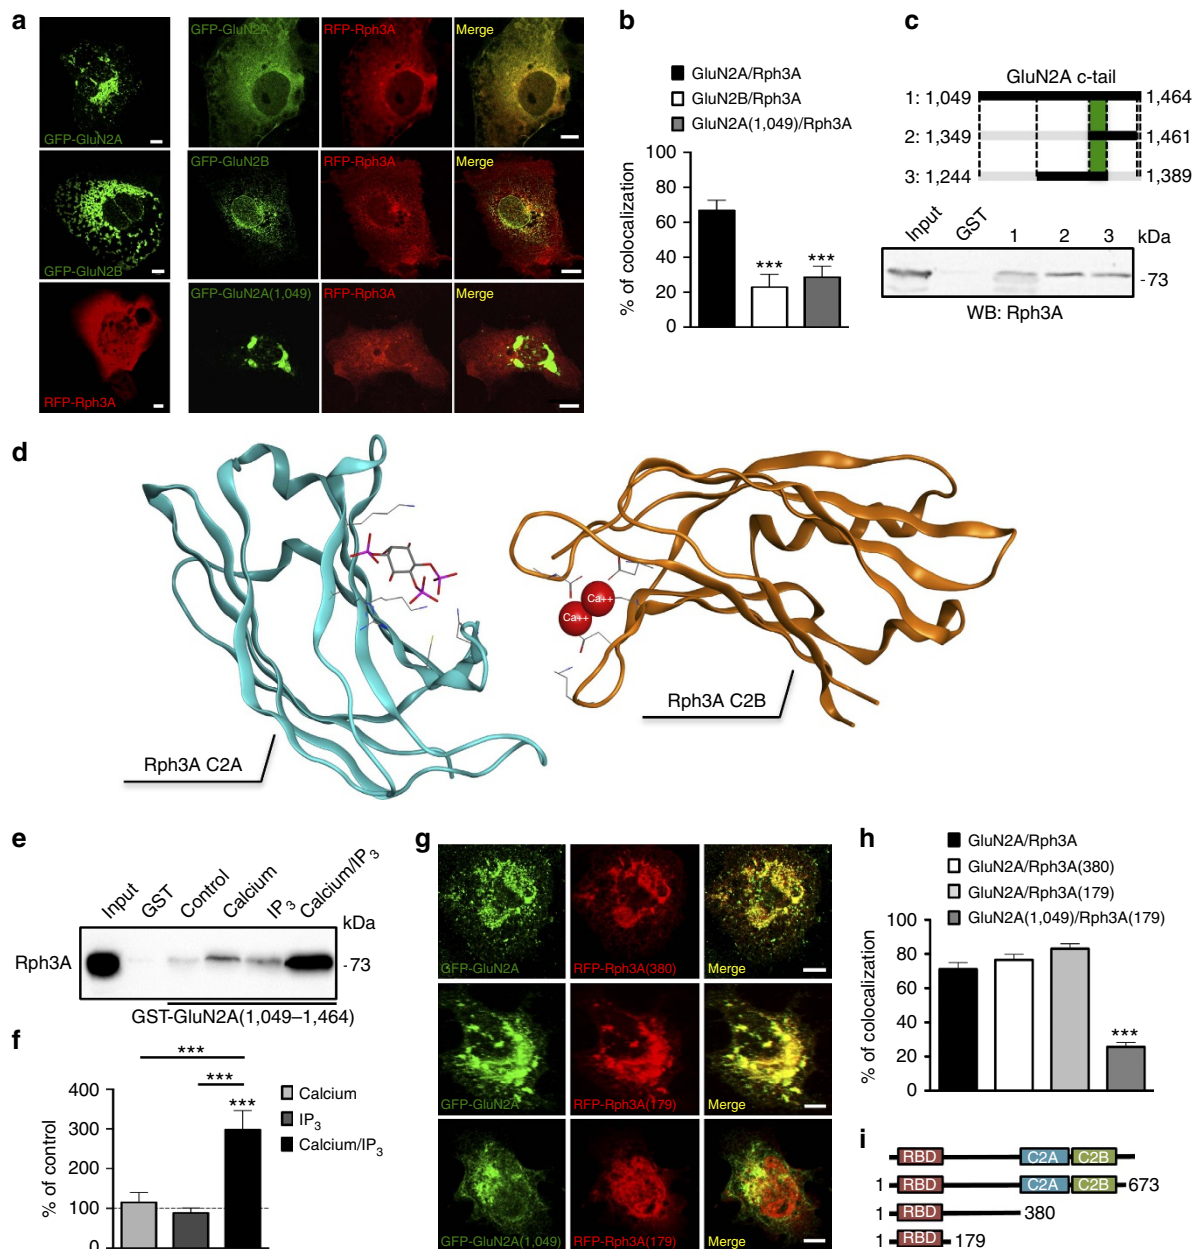 a
GFP-GluN2A
GFP-GluN2A
RFP-Rph3A
Merge
GFP-GluN2B
GFP-GluN2B
RFP-Rph3A
Merge
RFP-Rph3A
GFP-GluN2A(1,049)
RFP-Rph3A
Merge
b
GluN2A/Rph3A
GluN2B/Rph3A
GluN2A(1,049)/Rph3A
% of colocalization
100
80
60
40
20
0
***
***
c
GluN2A c-tail
1: 1,049
1,464
2: 1,349
1,461
3: 1,244
1,389
Input
GST
1
2
3
kDa
-73
WB: Rph3A
d
Ca++
Ca++
Rph3A C2A
Rph3A C2B
e
Input
GST
Control
Calcium
IP3
Calcium/IP3
kDa
Rph3A
-73
GST-GluN2A(1,049–1,464)
f
% of control
400
300
200
100
0
***
***
***
Calcium
IP3
Calcium/IP3
g
GFP-GluN2A
RFP-Rph3A(380)
Merge
GFP-GluN2A
RFP-Rph3A(179)
Merge
GFP-GluN2A(1,049)
RFP-Rph3A(179)
Merge
h
GluN2A/Rph3A
GluN2A/Rph3A(380)
GluN2A/Rph3A(179)
GluN2A(1,049)/Rph3A(179)
% of colocalization
100
80
60
40
20
0
***
i
RBD
C2A
C2B
1
RBD
C2A
C2B
673
1
RBD
380
1
RBD
179